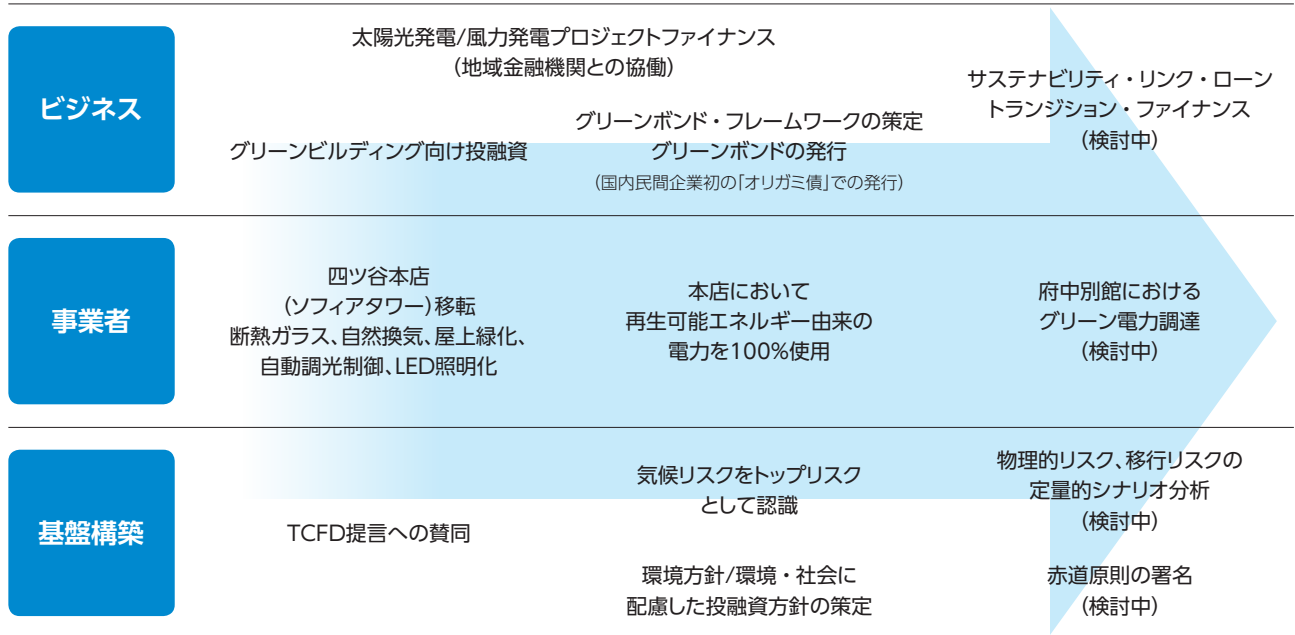 ビジネス
太陽光発電/風力発電プロジェクトファイナンス
(地域金融機関との協働)
グリーンビルディング向け投融資
グリーンボンド・フレームワークの策定
グリーンボンドの発行
(国内民間企業初の「オリガミ債」での発行)
サステナビリティ・リンク・ローン
トランジション・ファイナンス
(検討中)
事業者
四ツ谷本店
(ソフィアタワー)移転
断熱ガラス、自然換気、屋上緑化、
自動調光制御、LED照明化
本店において
再生可能エネルギー由来の
電力を100%使用
府中別館における
グリーン電力調達
(検討中)
基盤構築
TCFD提言への賛同
気候リスクをトップリスク
として認識
環境方針/環境・社会に
配慮した投融資方針の策定
物理的リスク、移行リスクの
定量的シナリオ分析
(検討中)
赤道原則の署名
(検討中)